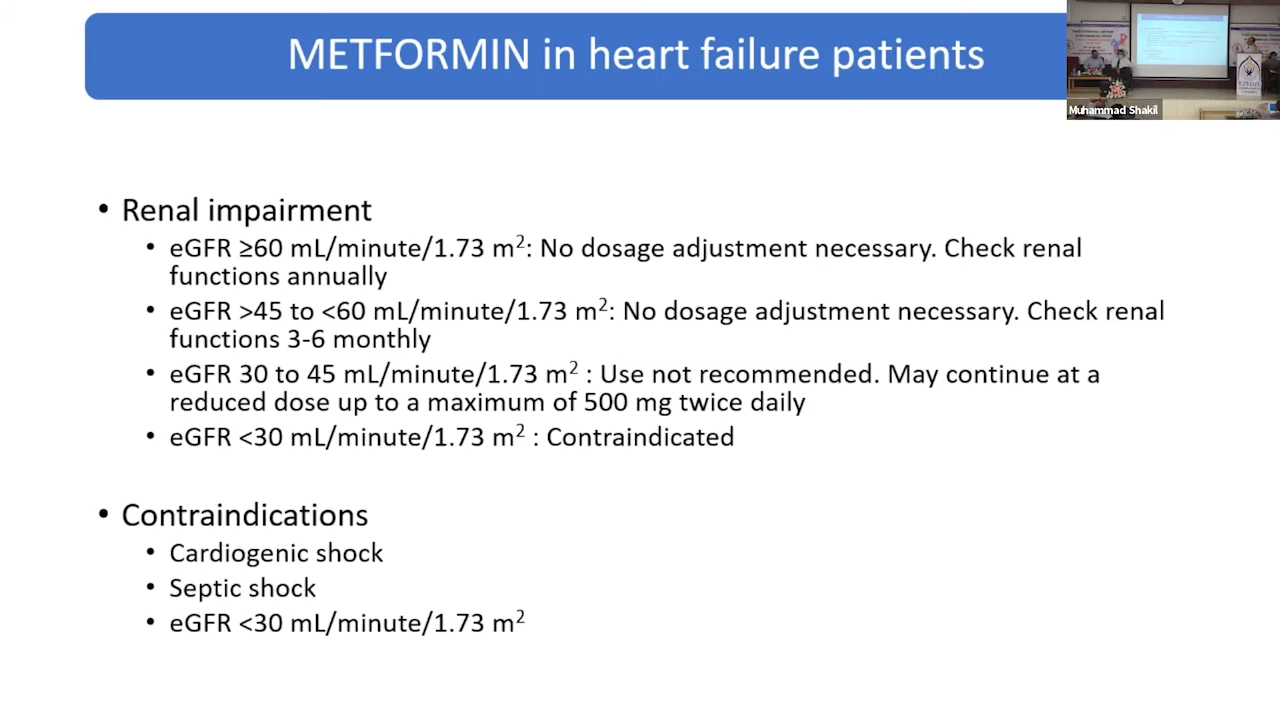 METFORMIN in heart failure patients
Muhammad Shakil
• Renal impairment
• eGFR ≥60 mL/minute/1.73 m²: No dosage adjustment necessary. Check renal
functions annually
• eGFR >45 to <60 mL/minute/1.73 m²: No dosage adjustment necessary. Check renal
functions 3-6 monthly
• eGFR 30 to 45 mL/minute/1.73 m² : Use not recommended. May continue at a
reduced dose up to a maximum of 500 mg twice daily
• eGFR <30 mL/minute/1.73 m² : Contraindicated
• Contraindications
• Cardiogenic shock
• Septic shock
• eGFR <30 mL/minute/1.73 m²